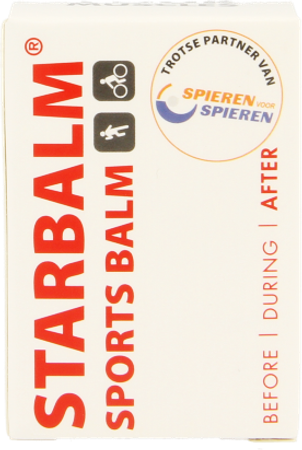 STARBALM®
SPORTS BALM
TROTSE PARTNER VAN
SPIEREN VOOR
SPIEREN
BEFORE | DURING | AFTER